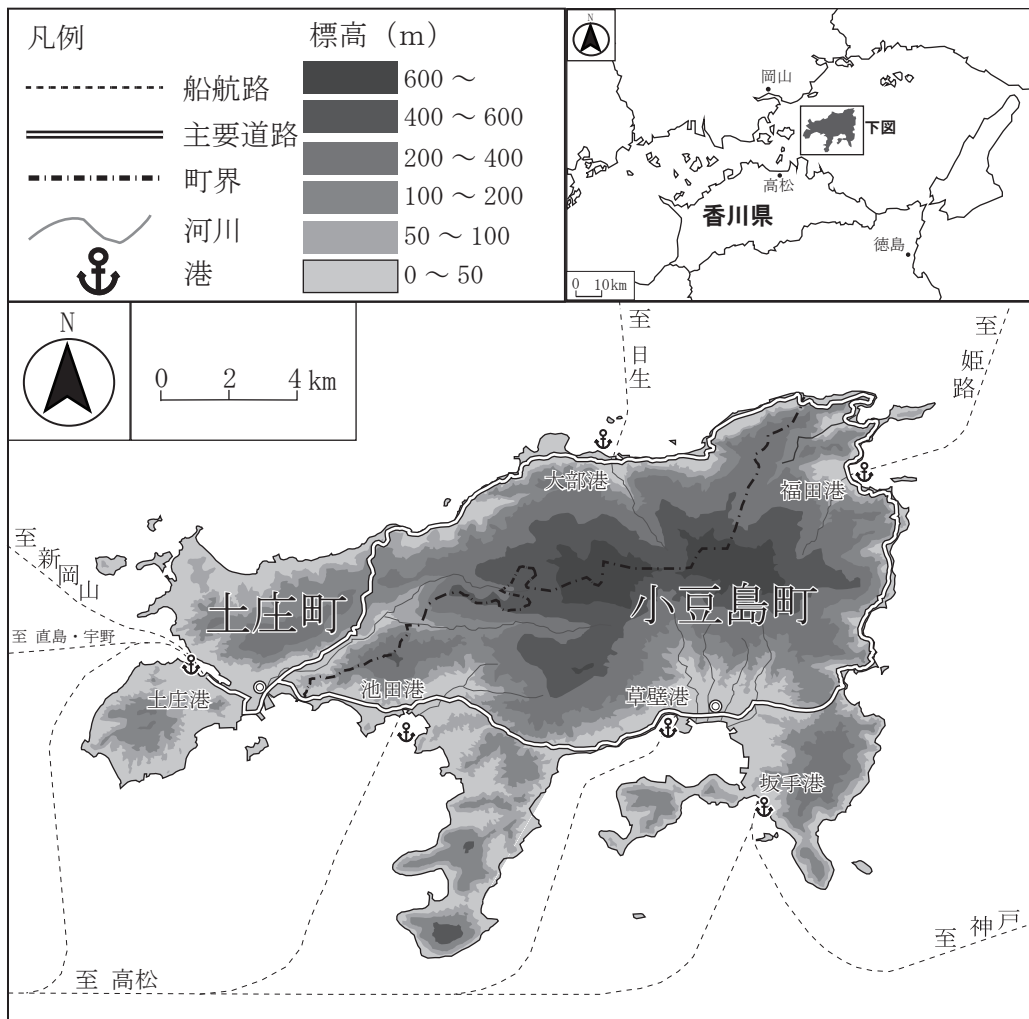 凡例
船航路
主要道路
町界
河川
港
標高（m）
600 ～
400 ～ 600
200 ～ 400
100 ～ 200
50 ～ 100
0 ～ 50
N
岡山
下図
高松
香川県
徳島
0 10km
N
0 2 4 km
至日生
至姫路
大部港
福田港
至新岡山
土庄町
小豆島町
至 直島・宇野
土庄港
池田港
草壁港
坂手港
至 神戸
至 高松